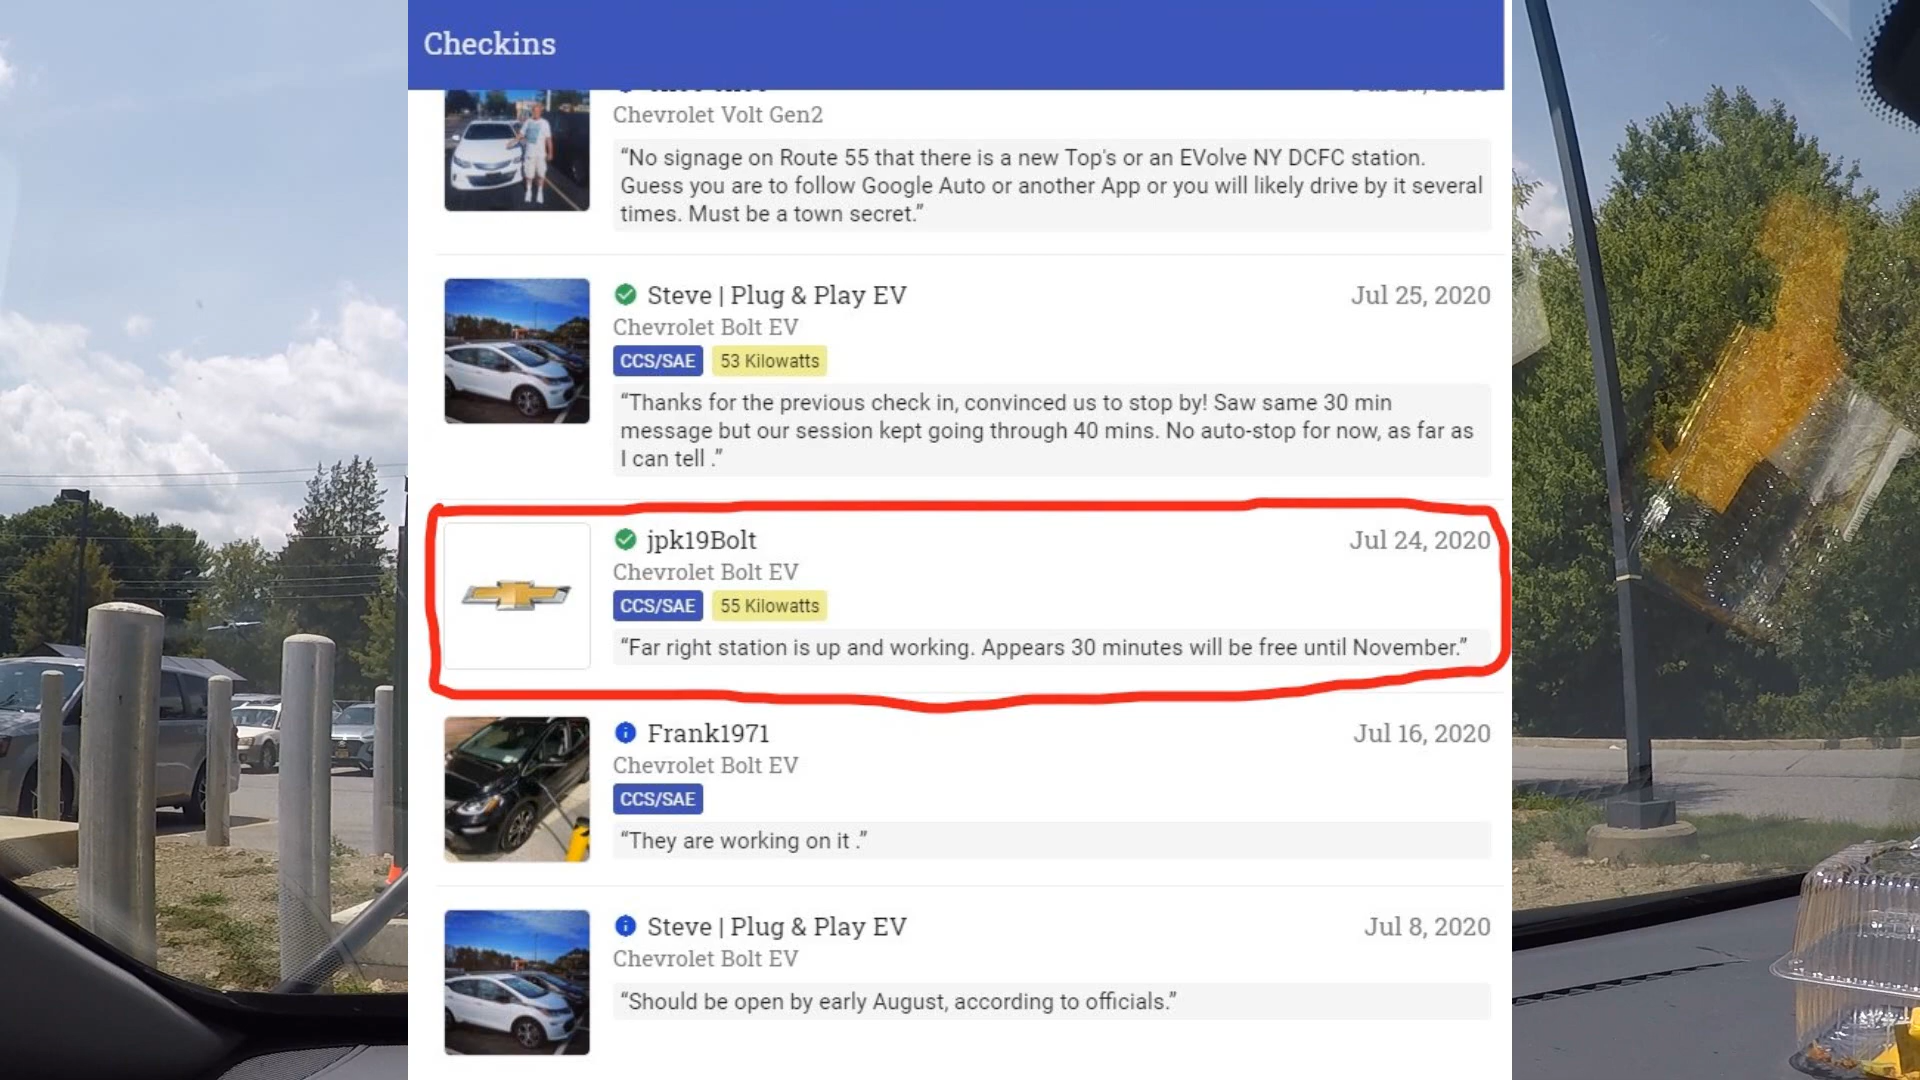 Checkins
Chevrolet Volt Gen2
“No signage on Route 55 that there is a new Top's or an EVolve NY DCFC station.
Guess you are to follow Google Auto or another App or you will likely drive by it several
times. Must be a town secret.”
Steve | Plug & Play EV
Jul 25, 2020
Chevrolet Bolt EV
CCS/SAE 53 Kilowatts
“Thanks for the previous check in, convinced us to stop by! Saw same 30 min
message but our session kept going through 40 mins. No auto-stop for now, as far as
I can tell .”
jpk19Bolt
Jul 24, 2020
Chevrolet Bolt EV
CCS/SAE 55 Kilowatts
“Far right station is up and working. Appears 30 minutes will be free until November.”
Frank1971
Jul 16, 2020
Chevrolet Bolt EV
CCS/SAE
“They are working on it .”
Steve | Plug & Play EV
Jul 8, 2020
Chevrolet Bolt EV
“Should be open by early August, according to officials.”